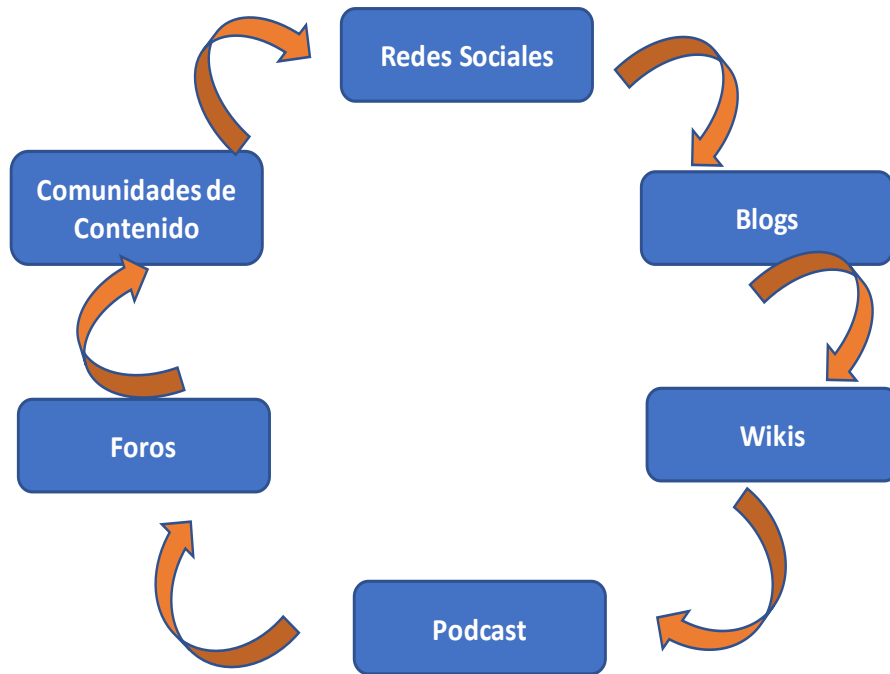 Redes Sociales
Blogs
Wikis
Podcast
Foros
Comunidades de
Contenido